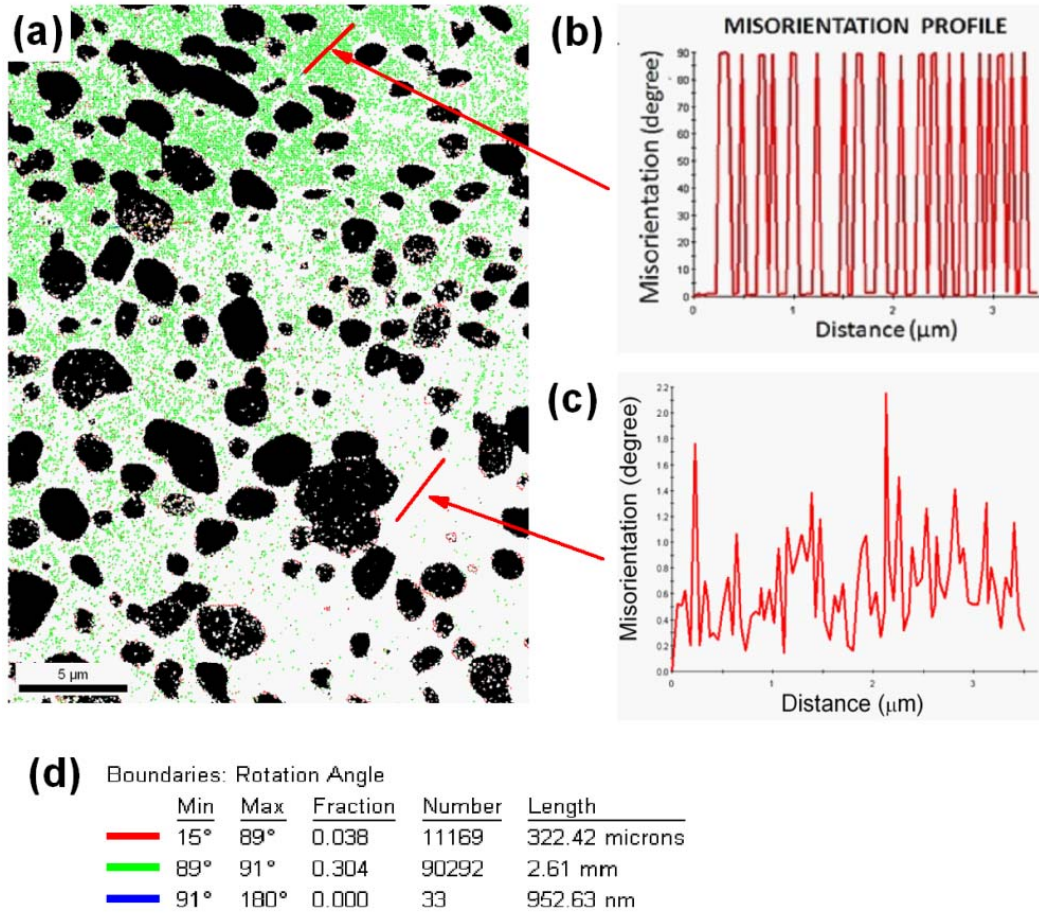 (a)
5 µm
(b)
MISORIENTATION PROFILE
Misorientation (degree)
90
80
70
60
50
40
30
20
10
0
0 1 2 3
Distance (µm)
(c)
Misorientation (degree)
2.2
2.0
1.8
1.6
1.4
1.2
1.0
0.8
0.6
0.4
0.2
0.0
0 1 2 3
Distance (µm)
(d) Boundaries: Rotation Angle
Min Max Fraction Number Length
15° 89° 0.038 11169 322.42 microns
89° 91° 0.304 90292 2.61 mm
91° 180° 0.000 33 952.63 nm